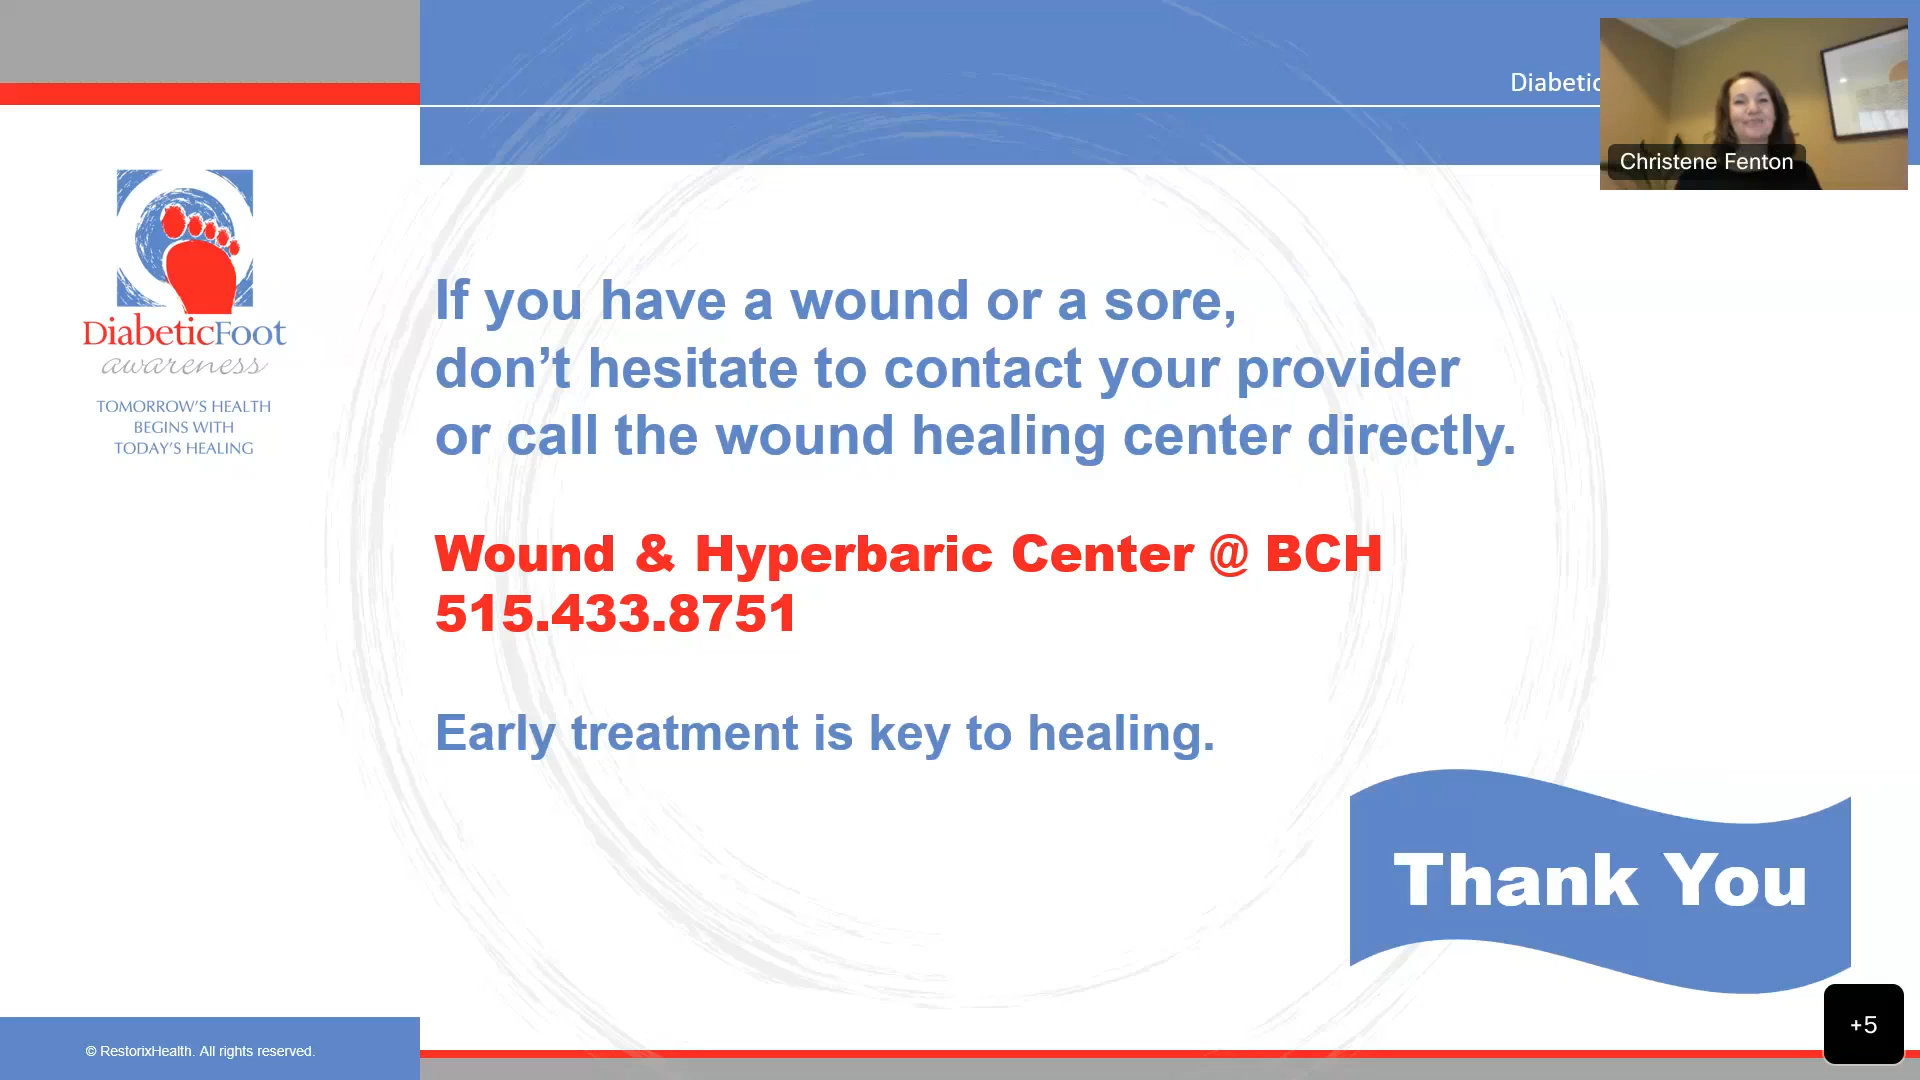 Diabetic
Christene Fenton
DiabeticFoot
awareness
TOMORROW'S HEALTH
BEGINS WITH
TODAY'S HEALING
If you have a wound or a sore,
don’t hesitate to contact your provider
or call the wound healing center directly.
Wound & Hyperbaric Center @ BCH
515.433.8751
Early treatment is key to healing.
Thank You
+5
© RestorixHealth. All rights reserved.